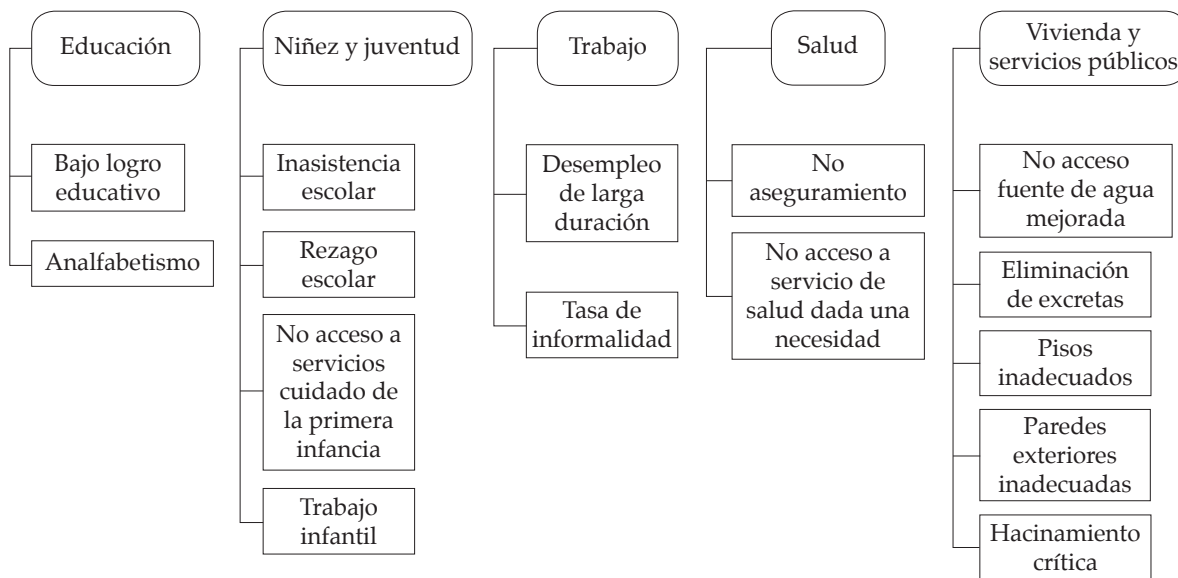 Educación
Bajo logro
educativo
Analfabetismo
Niñez y juventud
Inasistencia
escolar
Rezago
escolar
No acceso a
servicios
cuidado de
la primera
infancia
Trabajo
infantil
Trabajo
Desempleo
de larga
duración
Tasa de
informalidad
Salud
No
aseguramiento
No acceso a
servicio de
salud dada una
necesidad
Vivienda y
servicios públicos
No acceso
fuente de agua
mejorada
Eliminación
de excretas
Pisos
inadecuados
Paredes
exteriores
inadecuadas
Hacinamiento
crítica